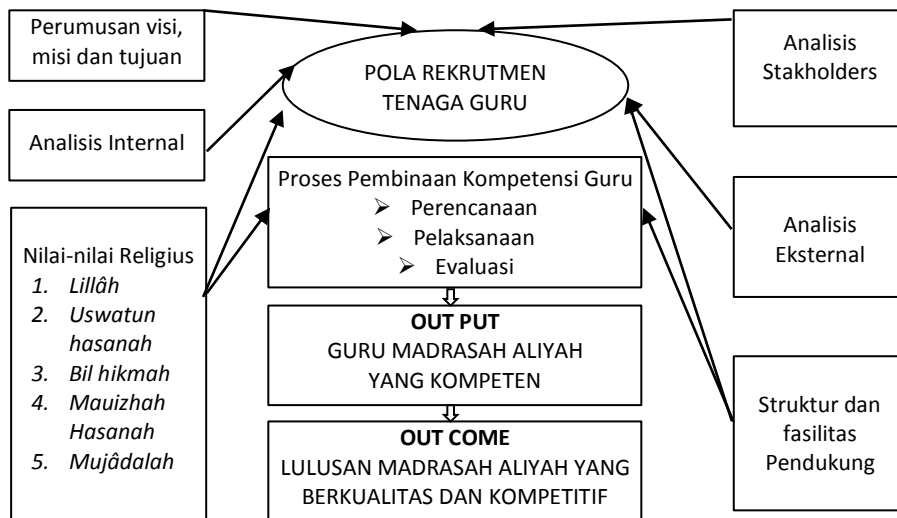 Perumusan visi,
misi dan tujuan
Analisis Internal
Nilai-nilai Religius
1. Lillâh
2. Uswatun
hasanah
3. Bil hikmah
4. Mauizhah
Hasanah
5. Mujâdalah
POLA REKRUTMEN
TENAGA GURU
Proses Pembinaan Kompetensi Guru
➢ Perencanaan
➢ Pelaksanaan
➢ Evaluasi
OUT PUT
GURU MADRASAH ALIYAH
YANG KOMPETEN
OUT COME
LULUSAN MADRASAH ALIYAH YANG
BERKUALITAS DAN KOMPETITIF
Analisis
Stakholders
Analisis
Eksternal
Struktur dan
fasilitas
Pendukung